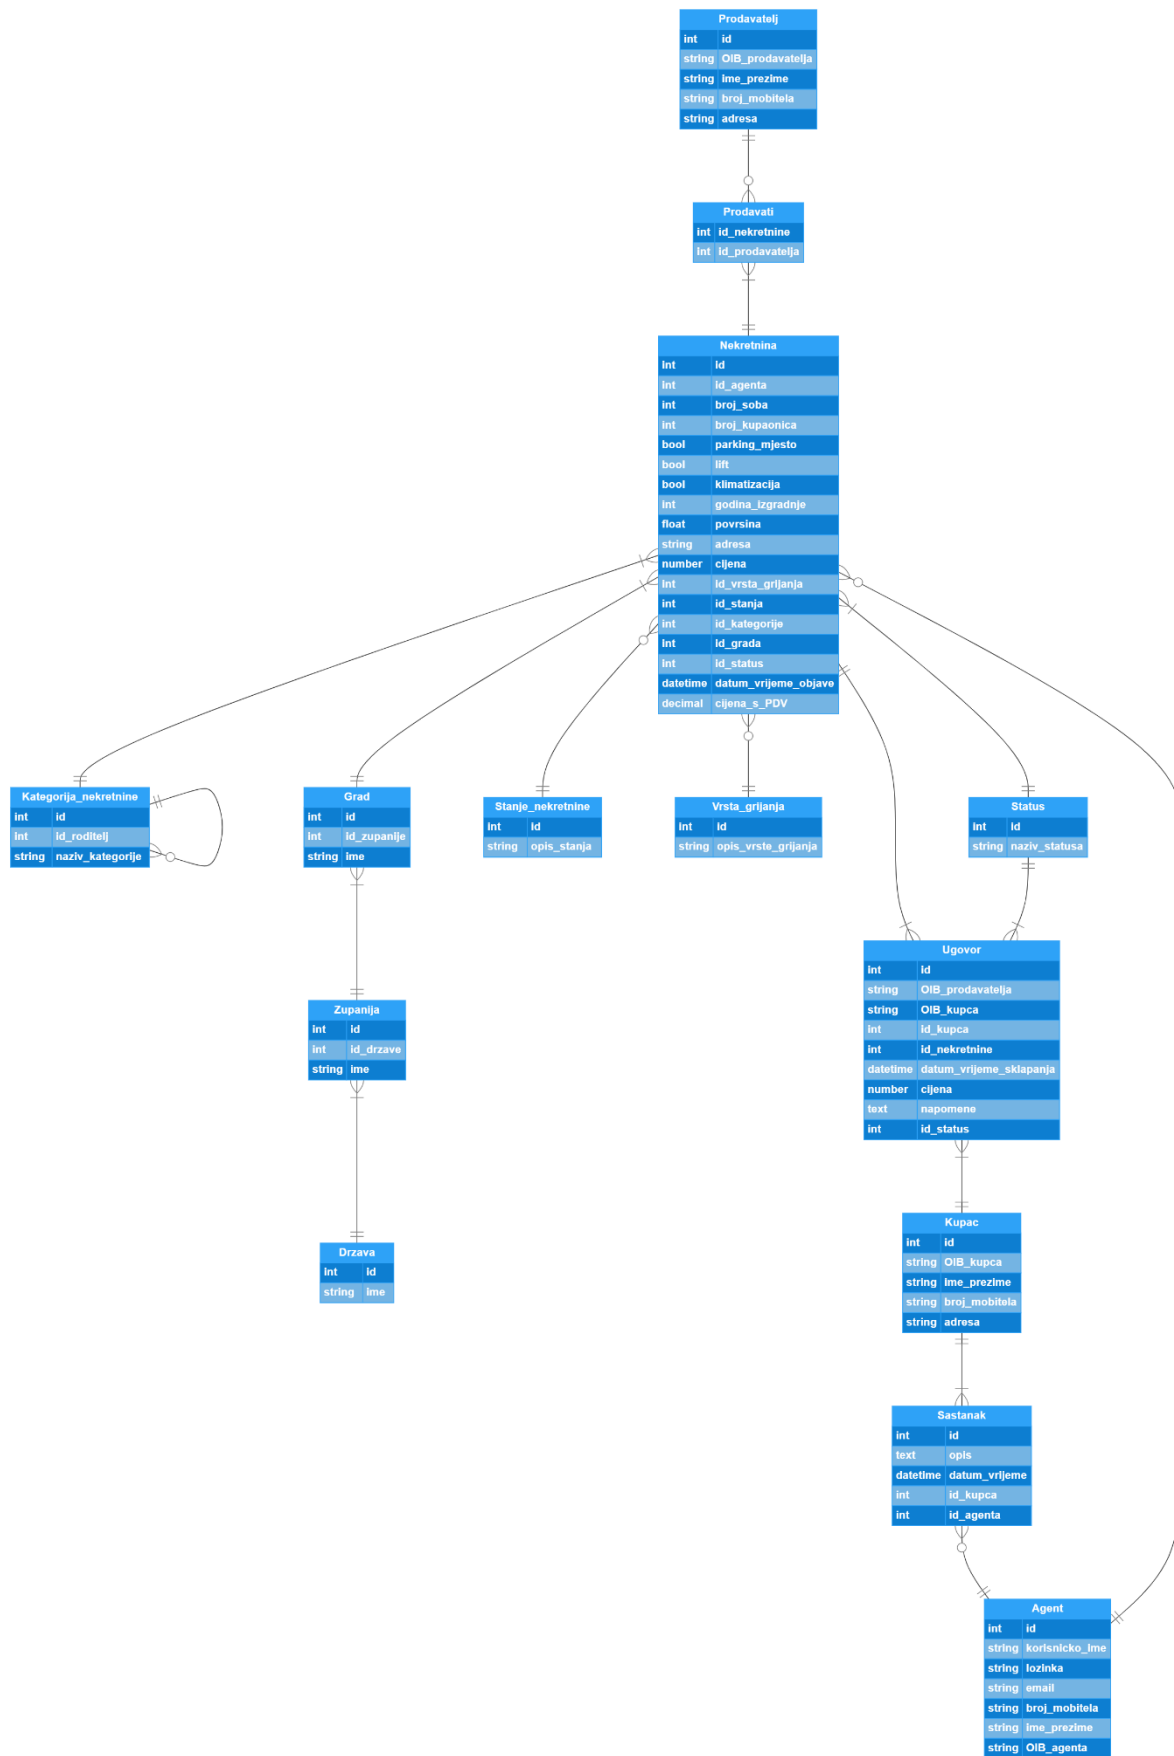 Prodavatelj
int id
string OIB_prodavatelja
string ime_prezime
string broj_mobitela
string adresa
Prodavati
int id_nekretnine
int id_prodavatelja
Nekretnina
int id
int id_agenta
int broj_soba
int broj_kupaonica
bool parking_mjesto
bool lift
bool klimatizacija
int godina_izgradnje
float povrsina
string adresa
number cijena
int id_vrsta_grijanja
int id_stanja
int id_kategorije
int id_grada
int id_status
datetime datum_vrijeme_objave
decimal cijena_s_PDV
Kategorija_nekretnine
int id
int id_roditelj
string naziv_kategorije
Grad
int id
int id_zupanije
string ime
Stanje_nekretnine
int id
string opis_stanja
Vrsta_grijanja
int id
string opis_vrste_grijanja
Status
int id
string naziv_statusa
Ugovor
int id
string OIB_prodavatelja
string OIB_kupca
int id_kupca
int id_nekretnine
datetime datum_vrijeme_sklapanja
number cijena
text napomene
int id_status
Zupanija
int id
int id_drzave
string ime
Drzava
int id
string ime
Kupac
int id
string OIB_kupca
string ime_prezime
string broj_mobitela
string adresa
Sastanak
int id
text opis
datetime datum_vrijeme
int id_kupca
int id_agenta
Agent
int id
string korisnicko_ime
string lozinka
string email
string broj_mobitela
string ime_prezime
string OIB_agenta